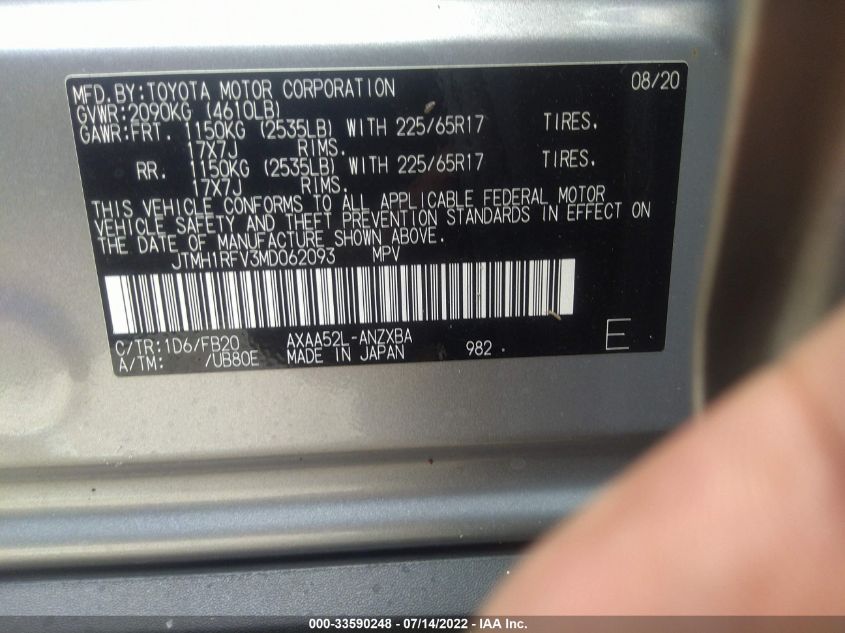 MFD.BY:TOYOTA MOTOR CORPORATION 08/20
GVWR:2090KG (4610LB)
GAWR:FRT. 1150KG (2535LB) WITH 225/65R17 TIRES.
17X7J RIMS.
RR. 1150KG (2535LB) WITH 225/65R17 TIRES.
17X7J RIMS.
THIS VEHICLE CONFORMS TO ALL APPLICABLE FEDERAL MOTOR
VEHICLE SAFETY AND THEFT PREVENTION STANDARDS IN EFFECT ON
THE DATE OF MANUFACTURE SHOWN ABOVE.
JTMH1RFV3MD062093 MPV
C/TR:1D6/FB20 AXAA52L-ANZXBA
A/TM: /UB80E MADE IN JAPAN 982 E
000-33590248 - 07/14/2022 - IAA Inc.